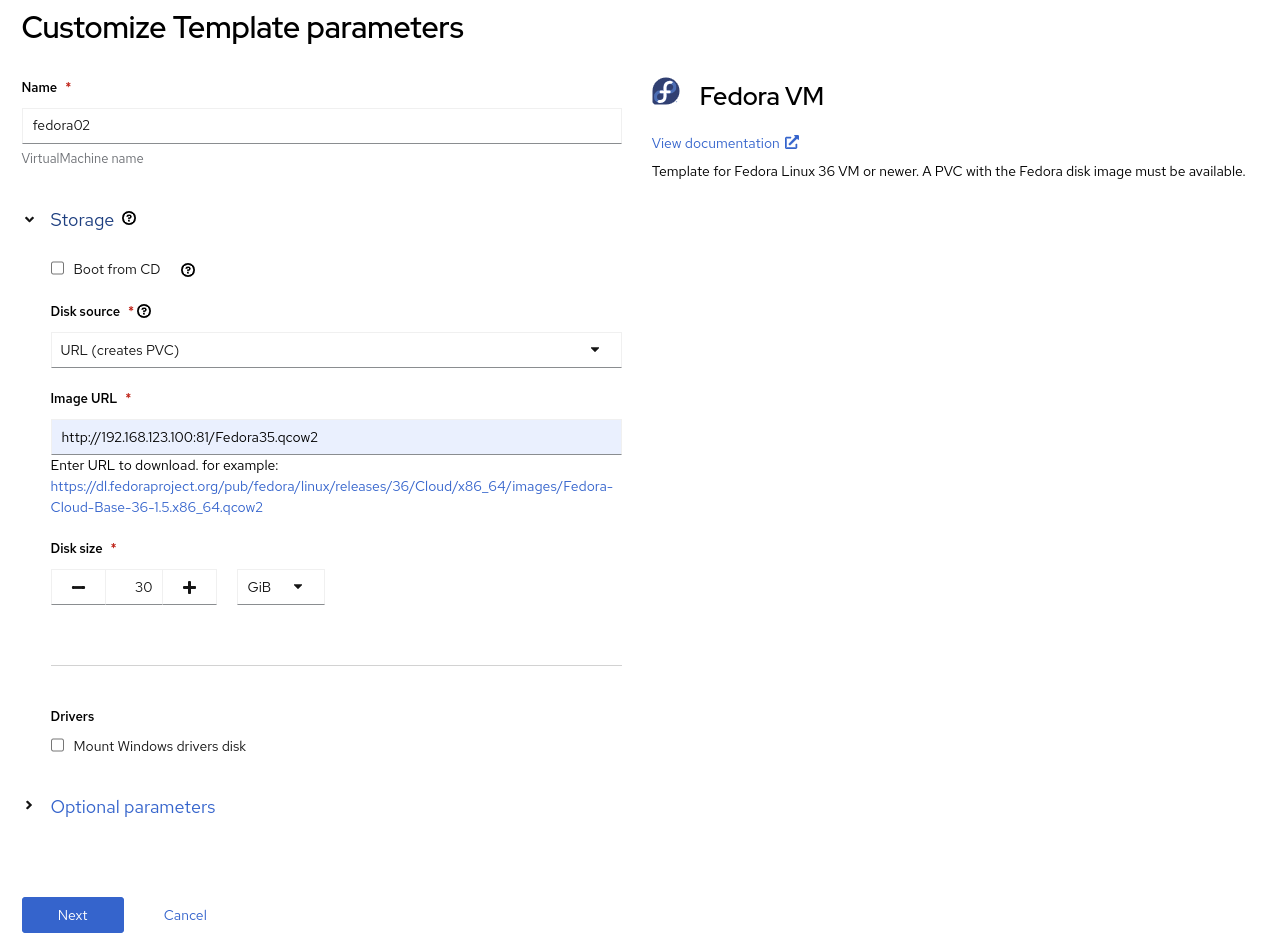 Customize Template parameters
Name *
fedora02
VirtualMachine name
Storage
Boot from CD
Disk source *
URL (creates PVC)
Image URL *
http://192.168.123.100:81/Fedora35.qcow2
Enter URL to download. for example:
https://dl.fedoraproject.org/pub/fedora/linux/releases/36/Cloud/x86_64/images/Fedora-
Cloud-Base-36-1.5.x86_64.qcow2
Disk size *
30 GiB
Drivers
Mount Windows drivers disk
Optional parameters
Next Cancel
Fedora VM
View documentation
Template for Fedora Linux 36 VM or newer. A PVC with the Fedora disk image must be available.